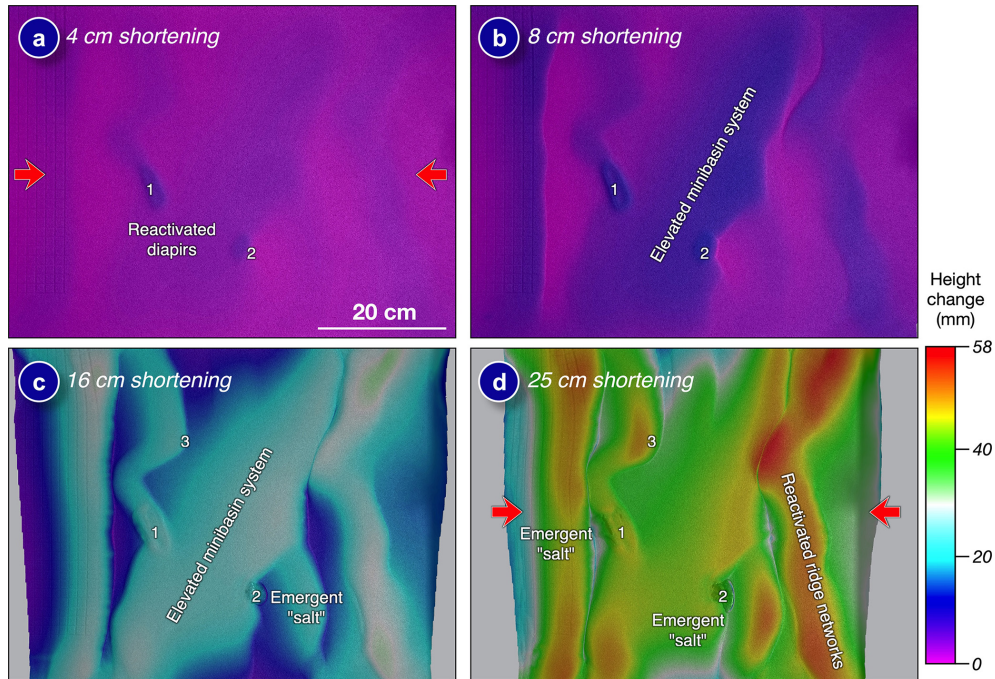 a 4 cm shortening
1
Reactivated
diapirs
2
20 cm
b 8 cm shortening
Elevated minibasin system
1
2
c 16 cm shortening
3
1
Elevated minibasin system
2
Emergent
"salt"
d 25 cm shortening
3
1
Emergent
"salt"
2
Emergent
"salt"
Reactivated ridge networks
Height
change
(mm)
58
40
20
0